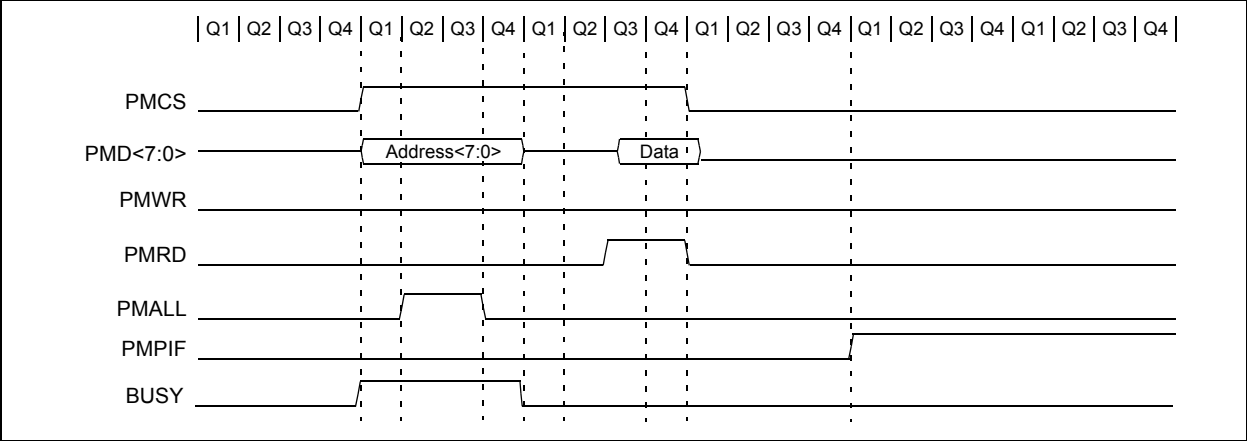 Q1 Q2 Q3 Q4 Q1 Q2 Q3 Q4 Q1 Q2 Q3 Q4 Q1 Q2 Q3 Q4 Q1 Q2 Q3 Q4 Q1 Q2 Q3 Q4
PMCS
PMD<7:0> Address<7:0> Data
PMWR
PMRD
PMALL
PMPIF
BUSY